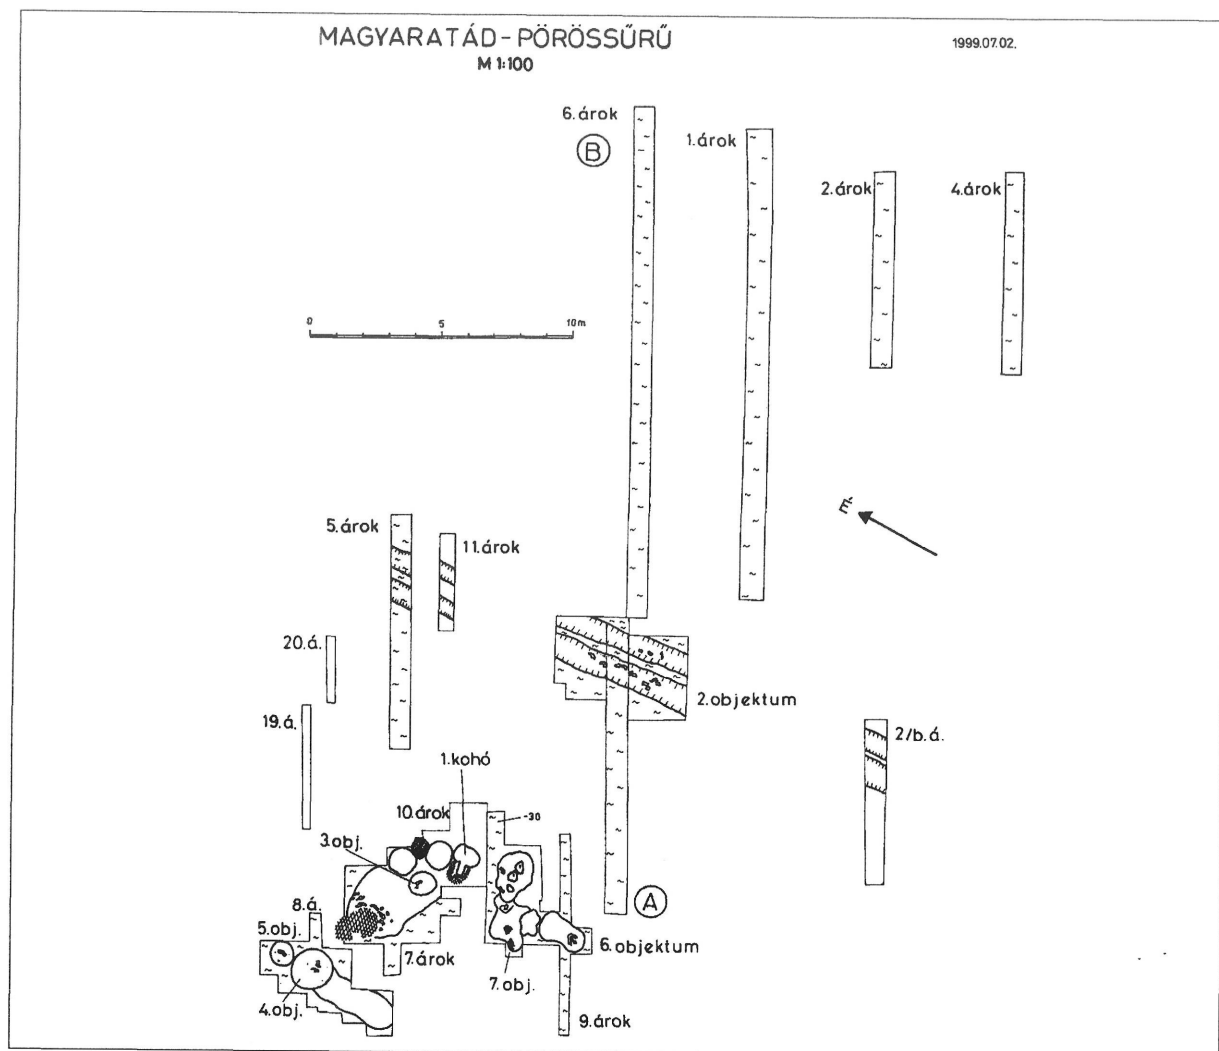 MAGYARATÁD-PÖRÖSSŰRŰ
M 1:100
1999.07.02.
6.árok
B
1.árok
2.árok
4.árok
0 5 10m
É
5.árok
11.árok
20.á.
19.á.
2.objektum
2/b.á.
1.kohó
10.árok
-30
3.obj.
A
8.á.
5.obj.
7.árok
6.objektum
7.obj.
4.obj.
9.árok